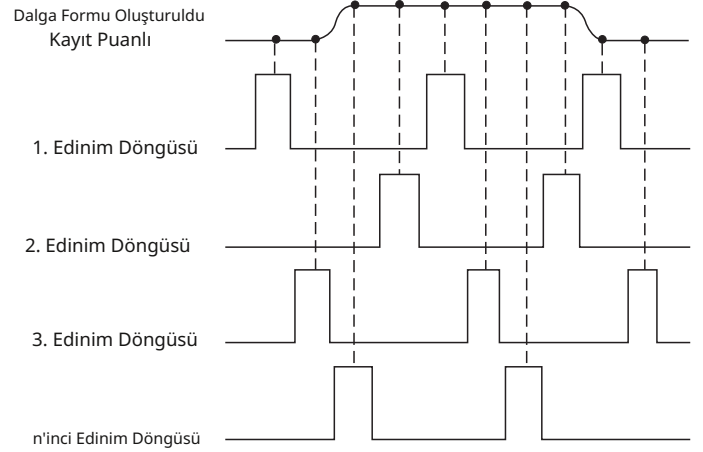 Dalga Formu Oluşturuldu
Kayıt Puanlı
1. Edinim Döngüsü
2. Edinim Döngüsü
3. Edinim Döngüsü
n'inci Edinim Döngüsü